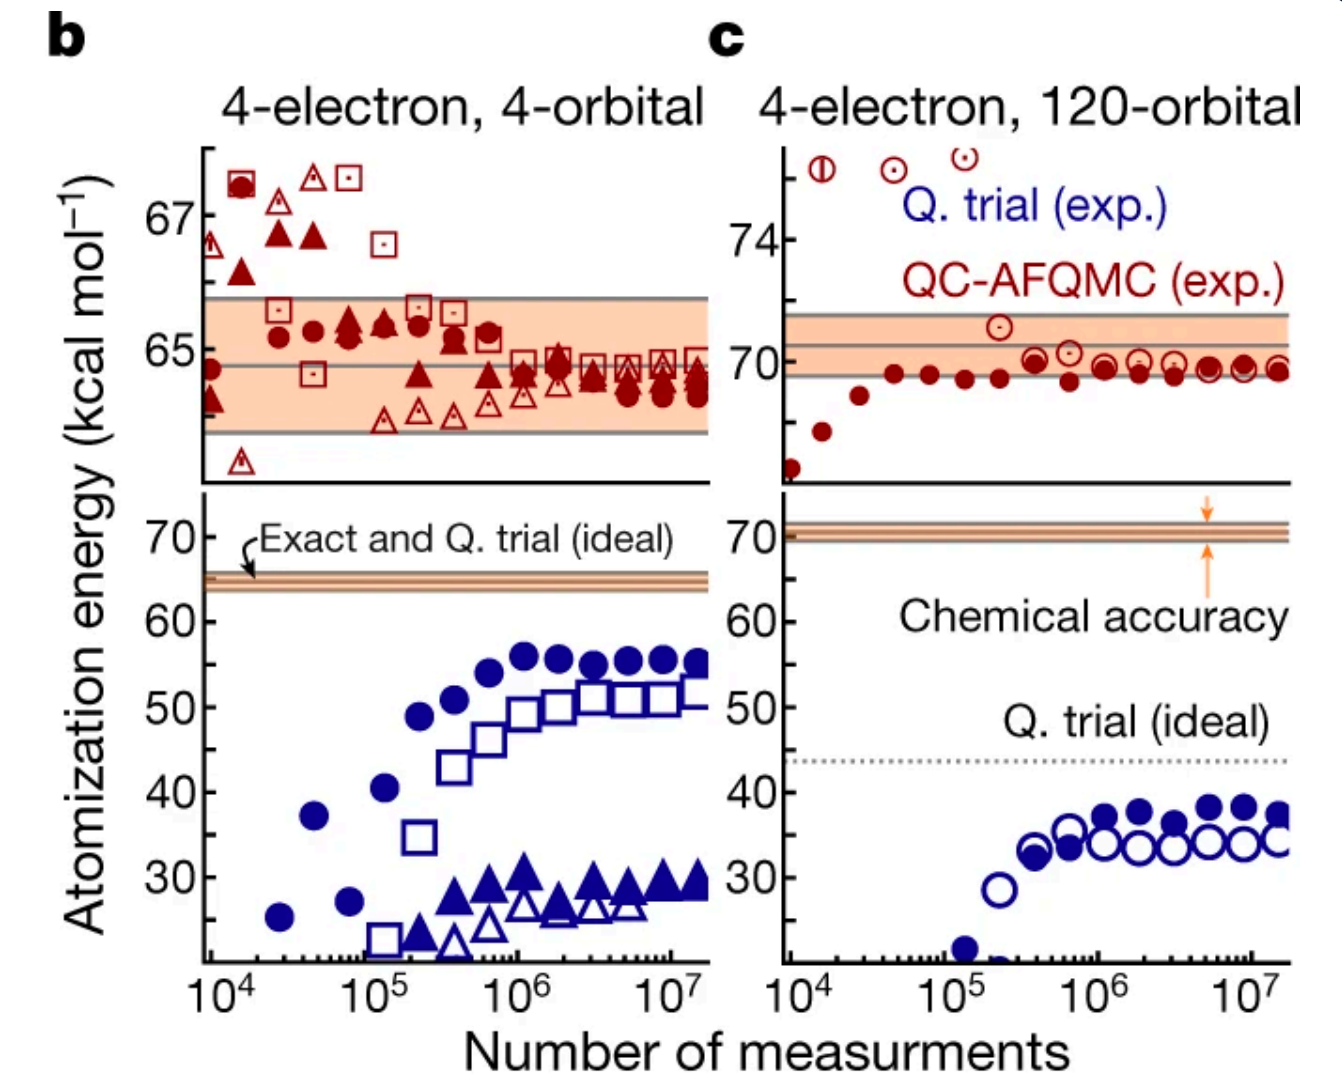 b
c
4-electron, 4-orbital
4-electron, 120-orbital
Atomization energy (kcal mol⁻¹)
67
65
74
70
Q. trial (exp.)
QC-AFQMC (exp.)
70
60
50
40
30
Exact and Q. trial (ideal)
70
60
50
40
30
Chemical accuracy
Q. trial (ideal)
10⁴
10⁵
10⁶
10⁷
10⁴
10⁵
10⁶
10⁷
Number of measurments